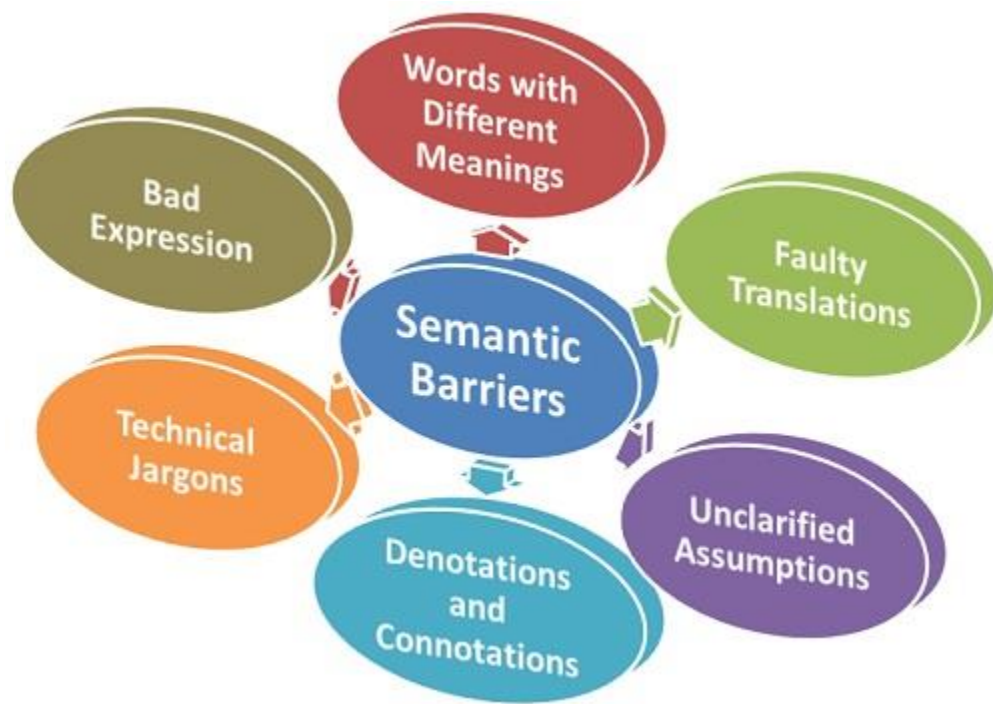 Words with
Different
Meanings
Bad
Expression
Faulty
Translations
Semantic
Barriers
Technical
Jargons
Unclarified
Assumptions
Denotations
and
Connotations